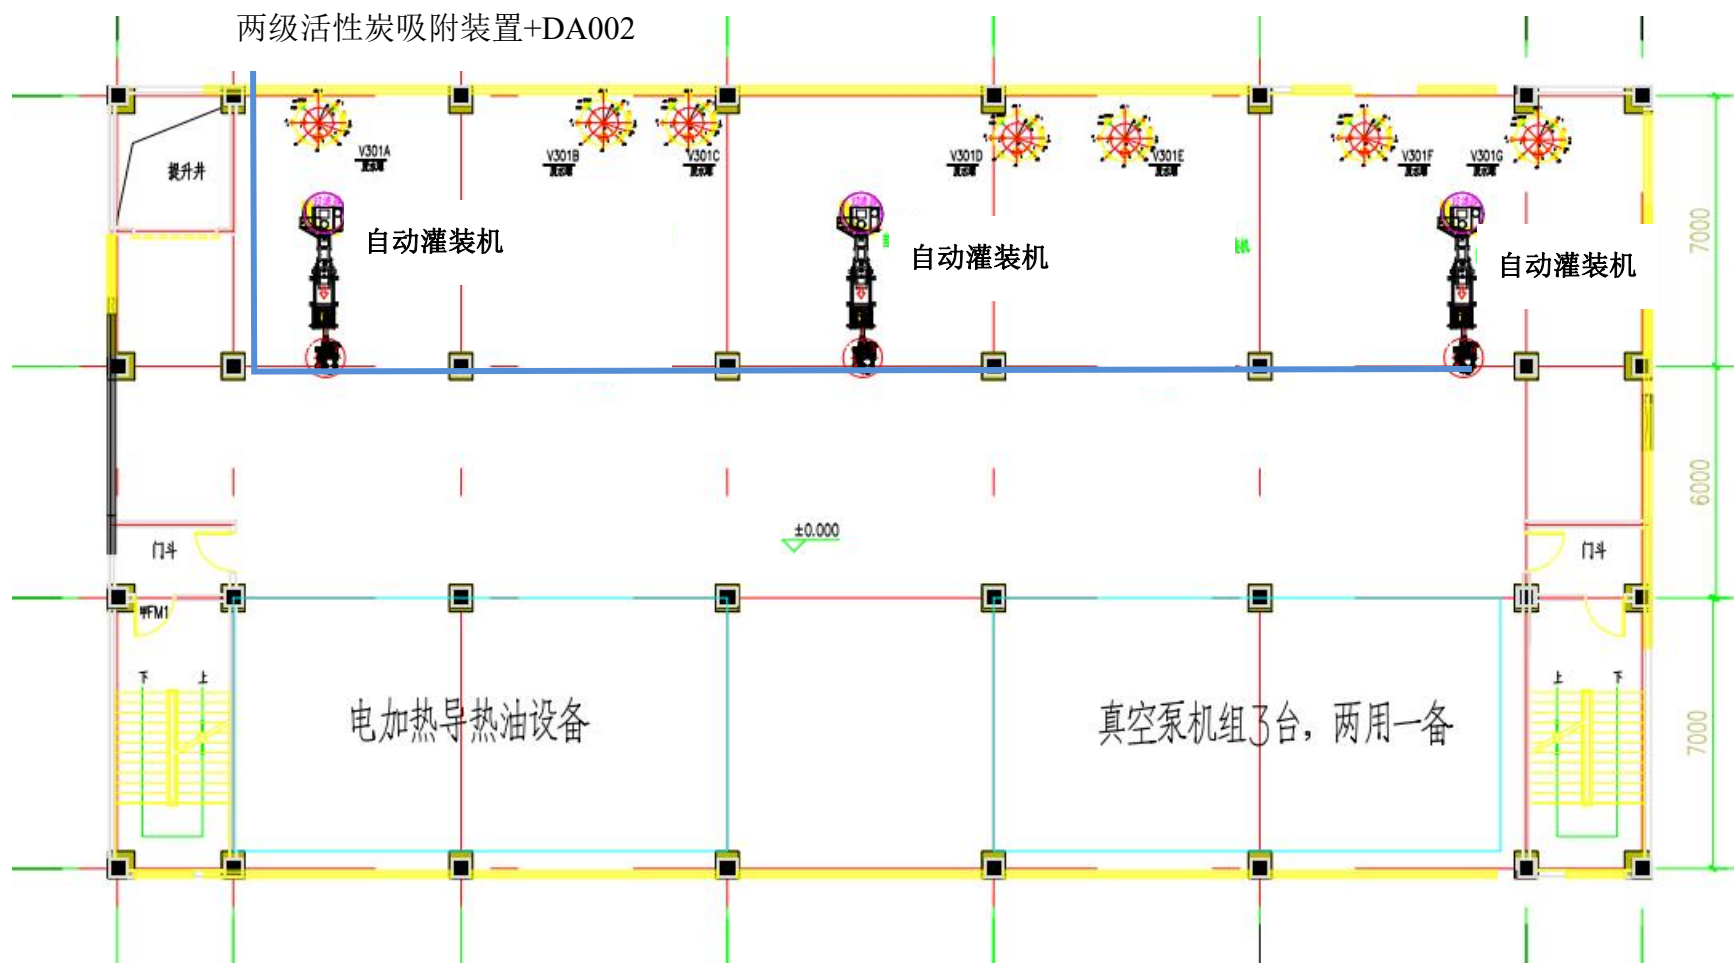 两级活性炭吸附装置+DA002
V301A
V301B
V301C
V301D
V301E
V301F
V301G
提升井
自动灌装机
自动灌装机
自动灌装机
7000
6000
±0.000
门斗
门斗
FM1
下
上
上
下
电加热导热油设备
真空泵机组3台，两用一备
7000